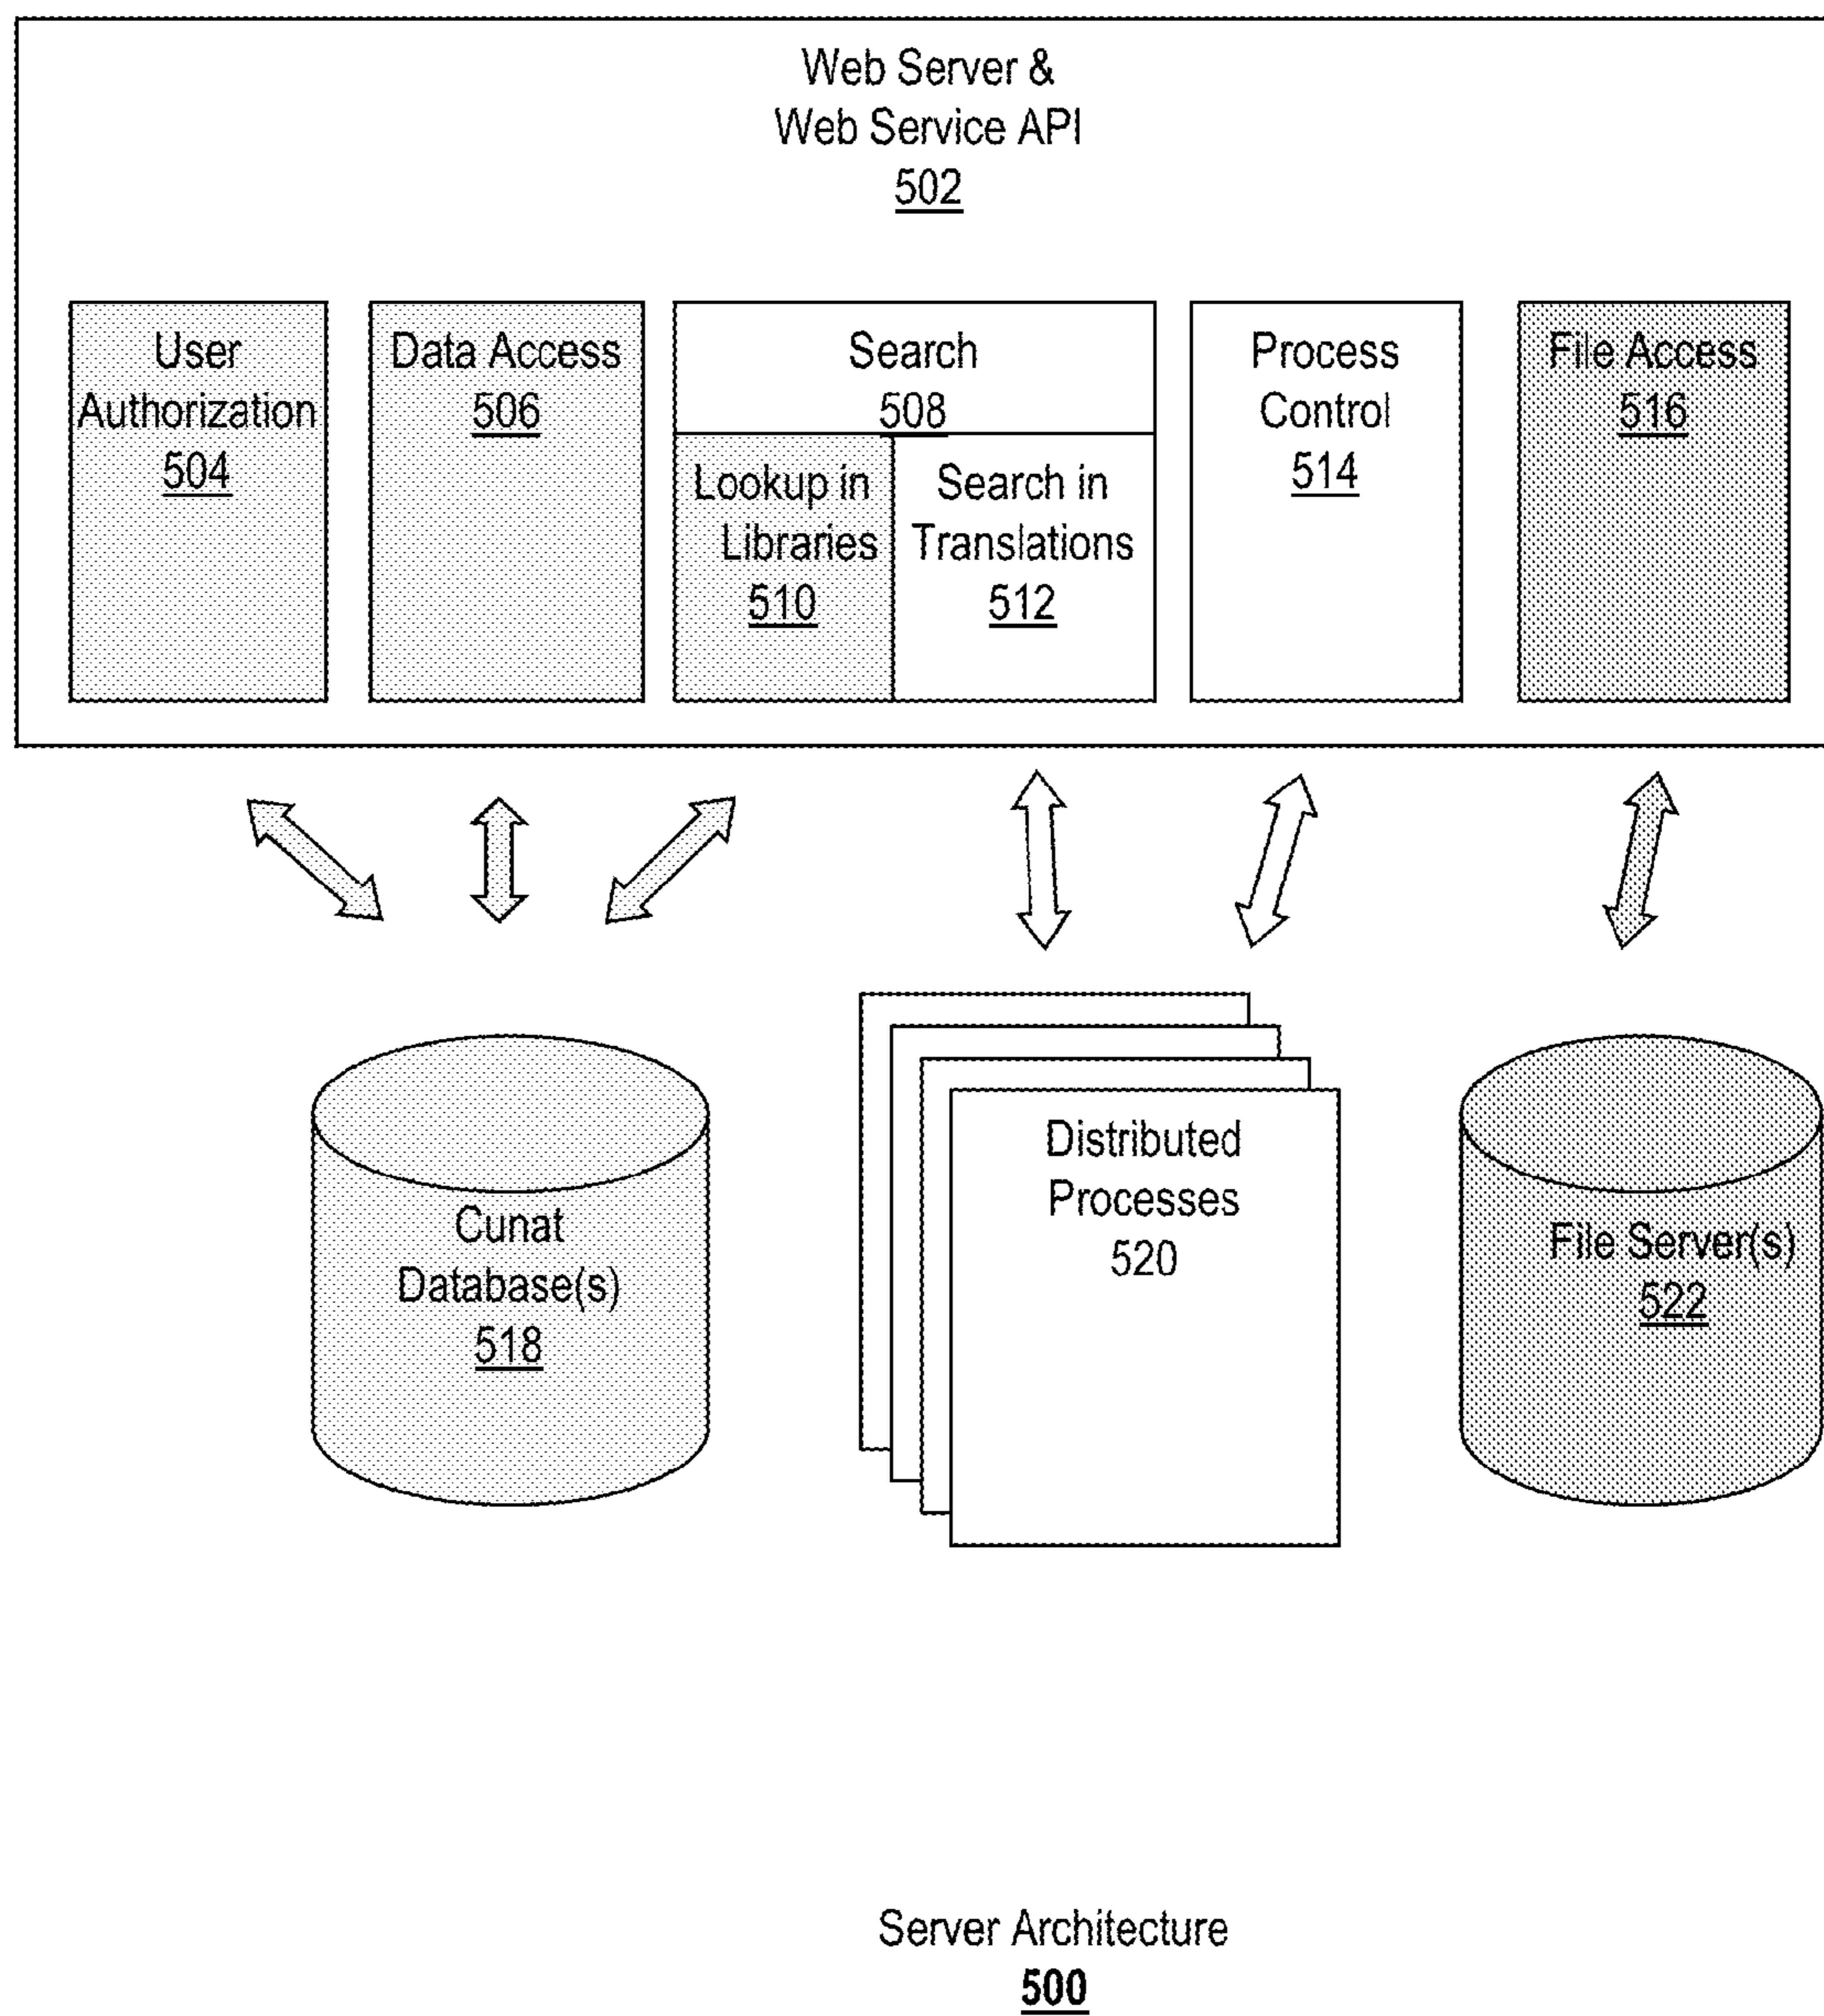 Web Server &
Web Service API
502
User
Authorization
504
Data Access
506
Search
508
Lookup in
Libraries
510
Search in
Translations
512
Process
Control
514
File Access
516
Cunat
Database(s)
518
Distributed
Processes
520
File Server(s)
522
Server Architecture
500